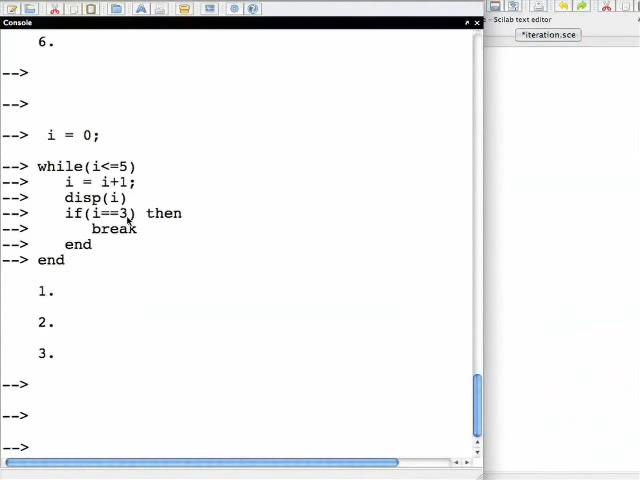 Console
e - Scilab text editor
*iteration.sce
6.
-->
-->
--> i = 0;
--> while(i<=5)
--> i = i+1;
--> disp(i)
--> if(i==3) then
--> break
--> end
--> end
1.
2.
3.
-->
-->
-->